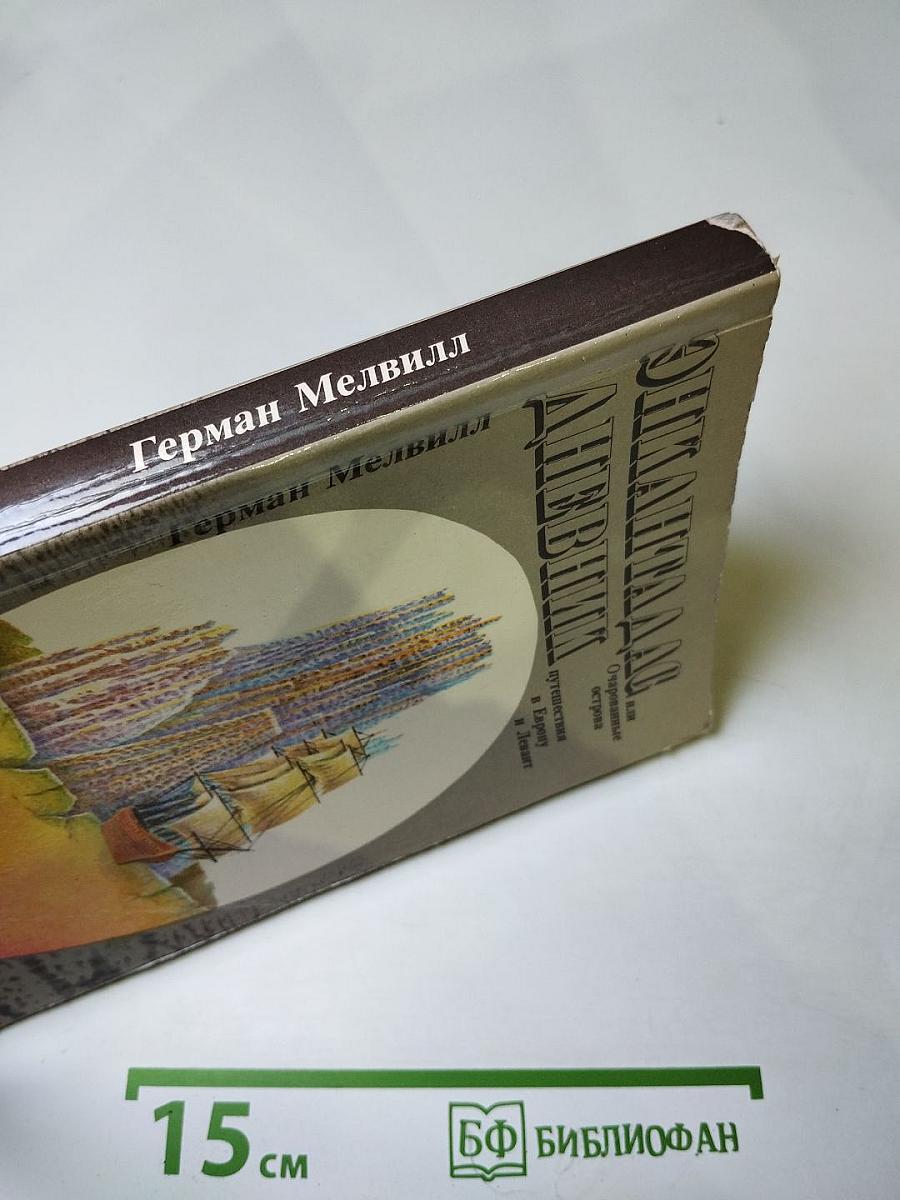 Герман Мелвилл
Герман Мелвилл
ЭНКАНТАДАС
или
Очарованные
острова
ДНЕВНИК
путешествия
в Европу
и Левант
15 см
БФ БИБЛИОФАН